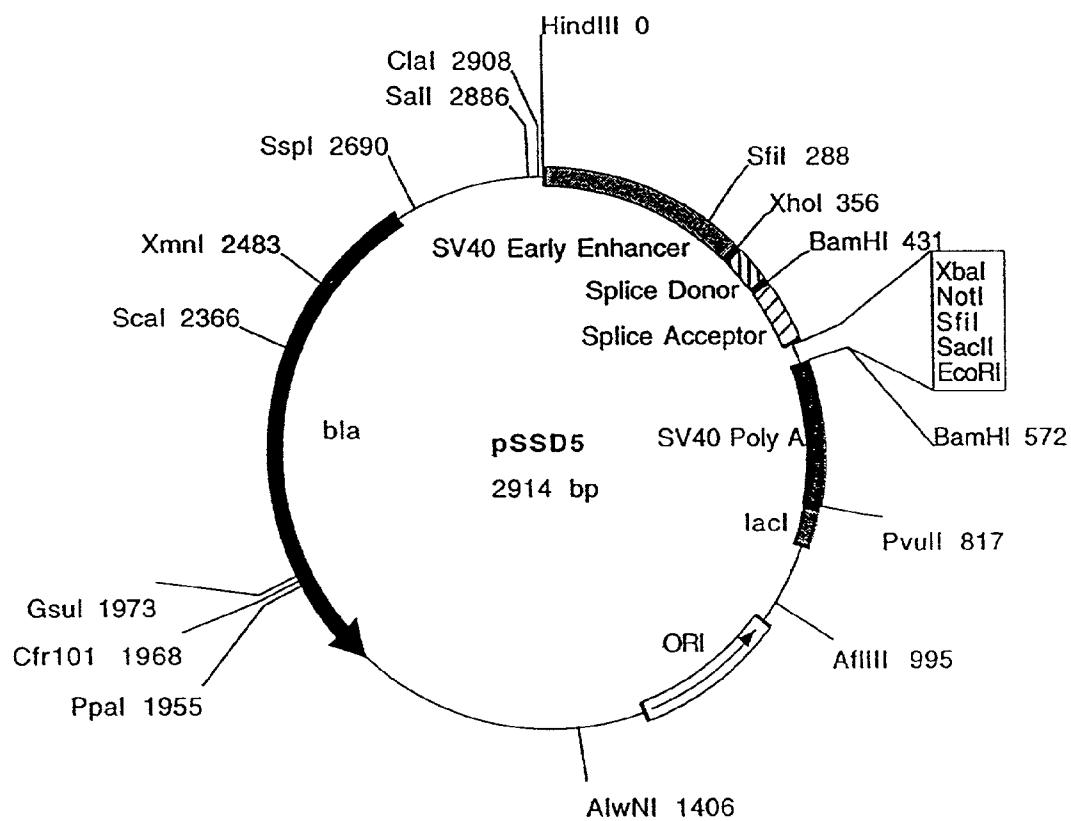 HindIII 0
ClaI 2908
SalI 2886
SspI 2690
SfiI 288
XhoI 356
BamHI 431
XmnI 2483
SV40 Early Enhancer
XbaI
NotI
SfiI
SacII
EcoRI
Splice Donor
ScaI 2366
Splice Acceptor
bla
pSSD5
2914 bp
SV40 Poly A
BamHI 572
lacI
PvuII 817
GsuI 1973
Cfr101 1968
PpaI 1955
ORI
AflIII 995
AlwNI 1406